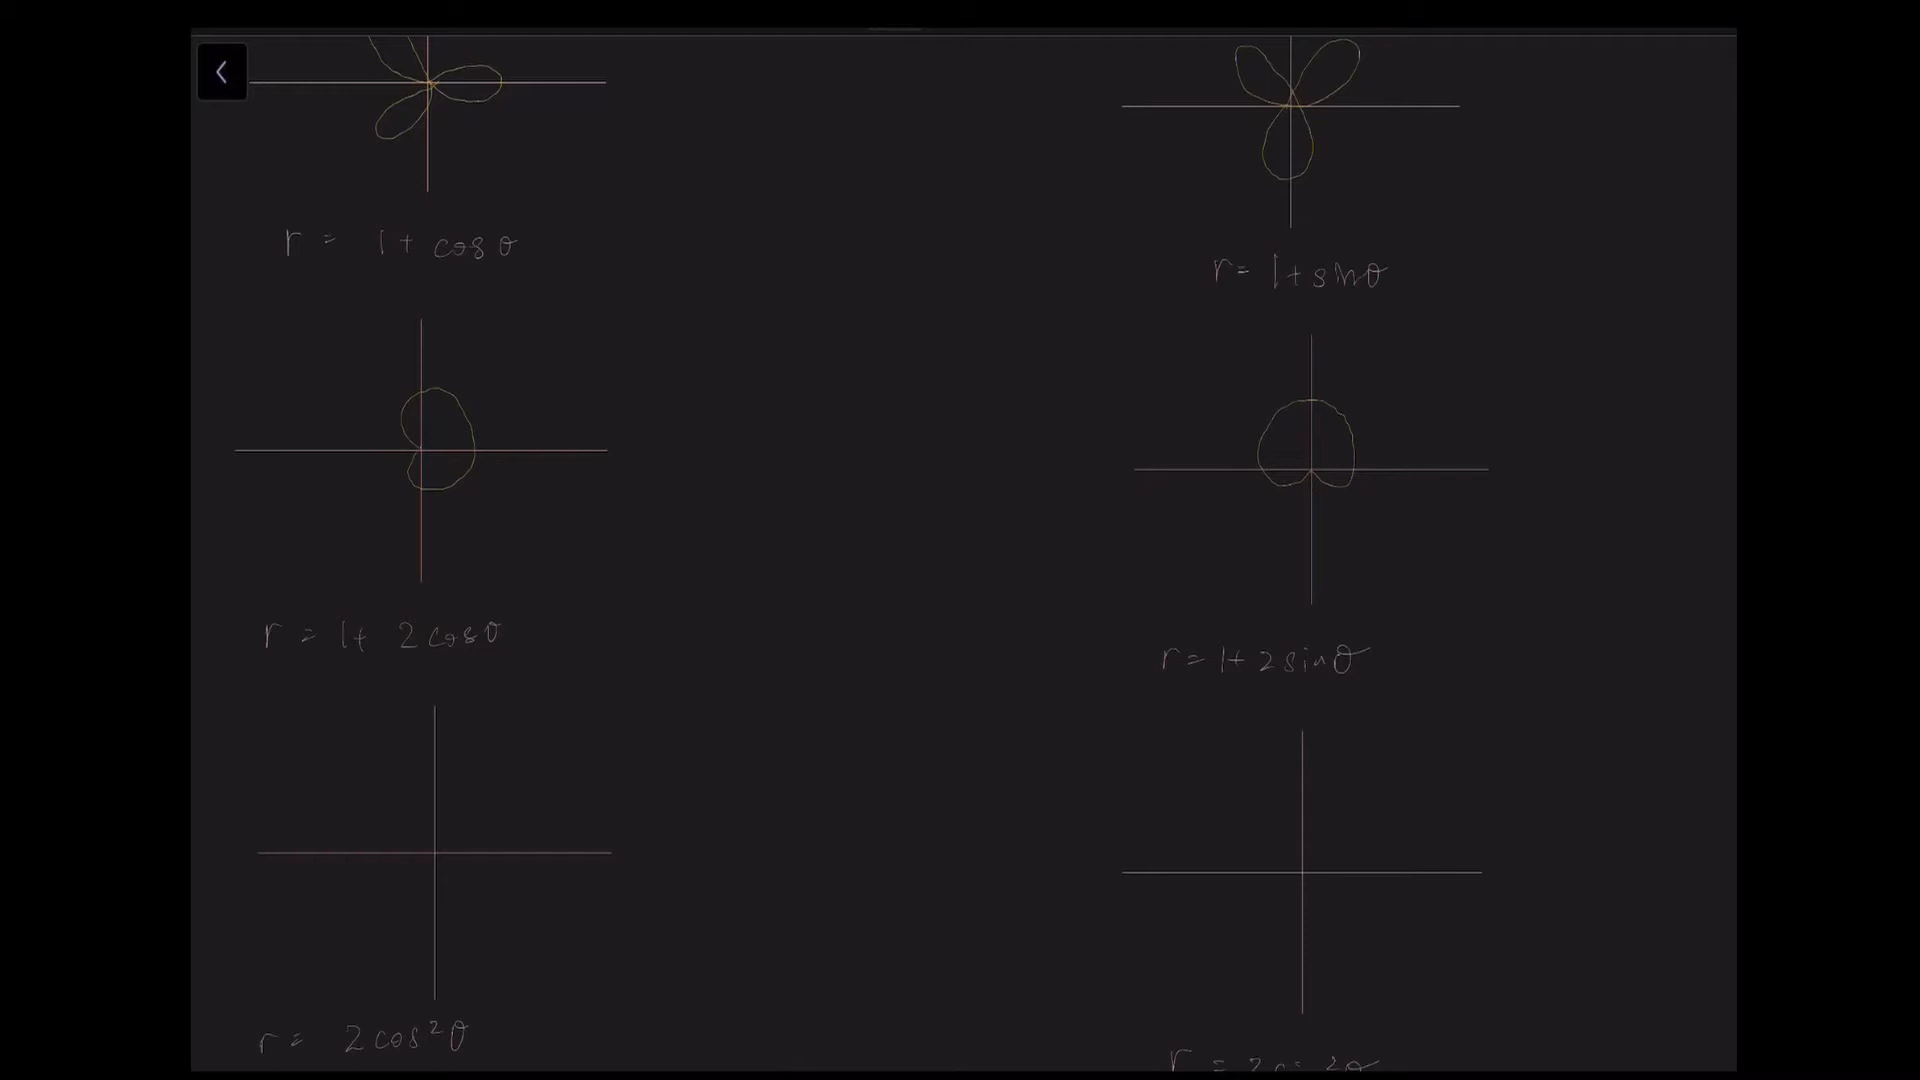 r = 1 + cos θ
r = 1 + sin θ
r = 1 + 2 cos θ
r = 1 + 2 sin θ
r = 2 cos² θ
r =